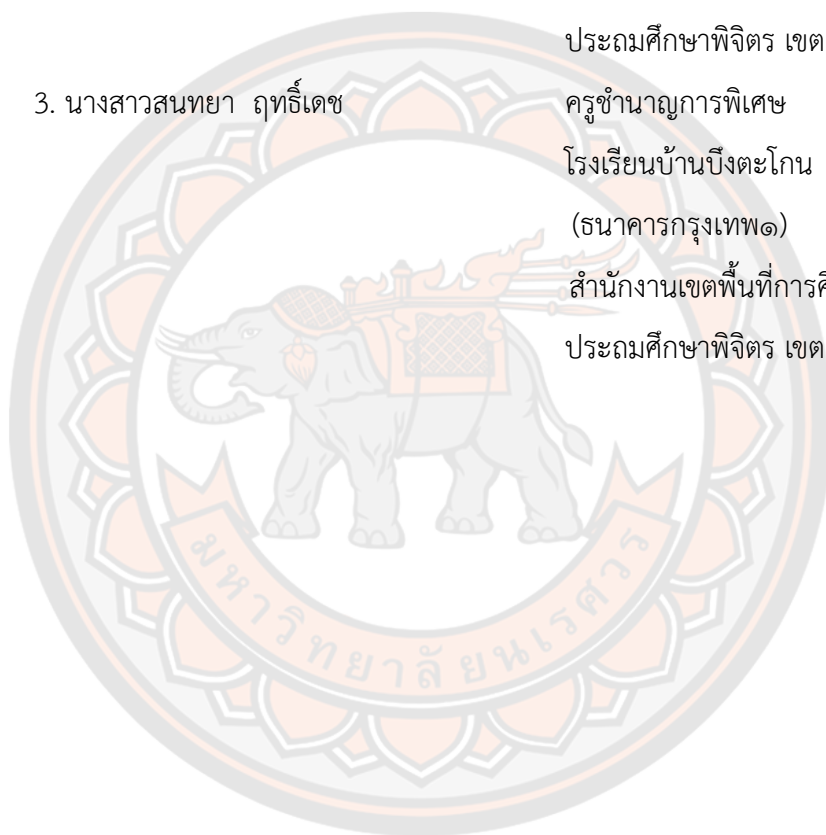 ประถมศึกษาพิจิตร เขต
3. นางสาวสนทยา ฤทธิ์เดช ครูชำนาญการพิเศษ
โรงเรียนบ้านบึงตะโกน
(ธนาคารกรุงเทพ๑)
สำนักงานเขตพื้นที่การศึ
ประถมศึกษาพิจิตร เขต
มหาวิทยาลัยนเรศวร